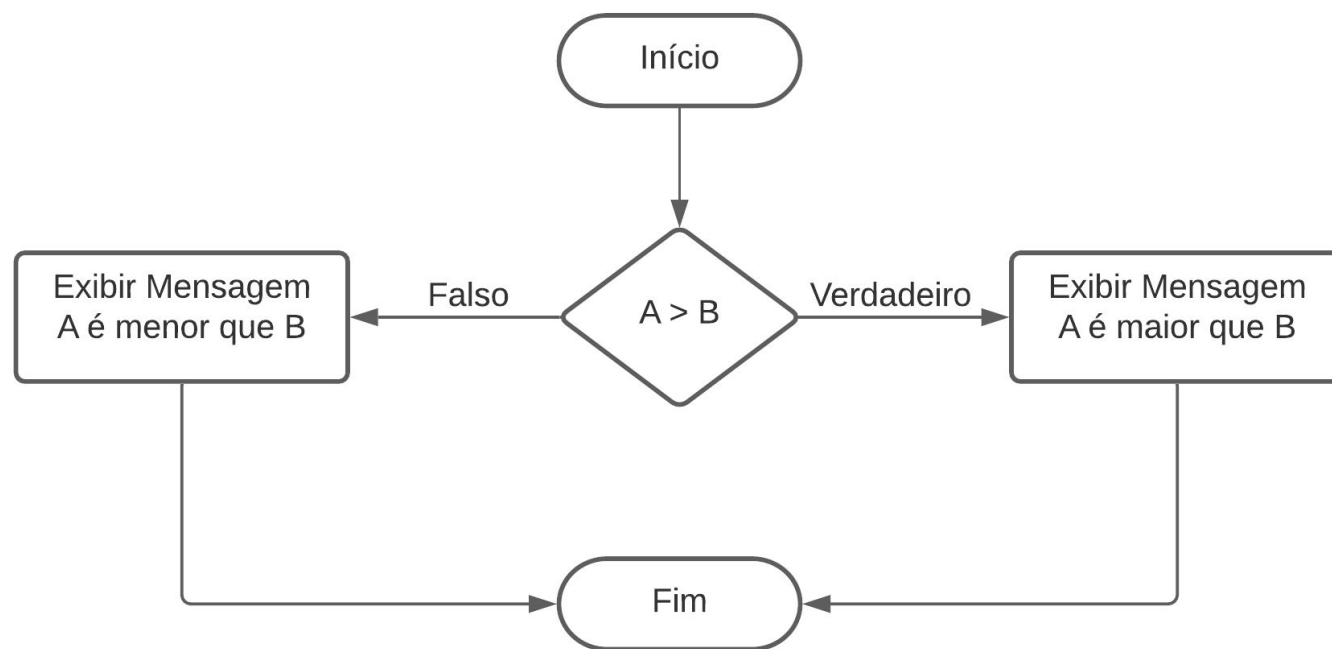 Início
Exibir Mensagem
A é menor que B
Falso
A > B
Verdadeiro
Exibir Mensagem
A é maior que B
Fim